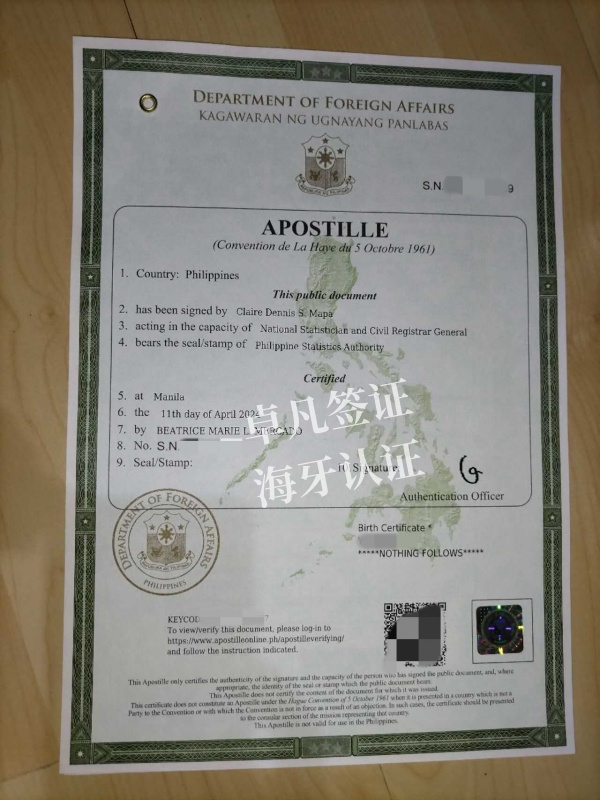 DEPARTMENT OF FOREIGN AFFAIRS
KAGAWARAN NG UGNAYANG PANLABAS
S.N 9
APOSTILLE
(Convention de La Haye du 5 Octobre 1961)
1. Country: Philippines
This public document
2. has been signed by Claire Dennis S. Mapa
3. acting in the capacity of National Statistician and Civil Registrar General
4. bears the seal/stamp of Philippine Statistics Authority
Certified
5. at Manila
6. the 11th day of April 2024
7. by BEATRICE MARIE L. MERCADO
8. No. S.N.
9. Seal/Stamp:
10 Signature:
卓凡签证
海牙认证
Authentication Officer
DEPARTMENT OF FOREIGN AFFAIRS
PHILIPPINES
Birth Certificate *
*****NOTHING FOLLOWS*****
KEYCOD 7
To view/verify this document, please log-in to
https://www.apostilleonline.ph/apostilleverifying/
and follow the instruction indicated.
This Apostille only certifies the authenticity of the signature and the capacity of the person who has signed the public document, and, where
appropriate, the identity of the seal or stamp which the public document bears.
This Apostille does not certify the content of the document for which it was issued.
This certificate does not constitute an Apostille under the Hague Convention of 5 October 1961 when it is presented in a country which is not a
Party to the Convention or with which the Convention is not in force as a result of an objection. In such cases, the certificate should be presented
to the consular section of the mission representing that country.
This Apostille is not valid for use in the Philippines.